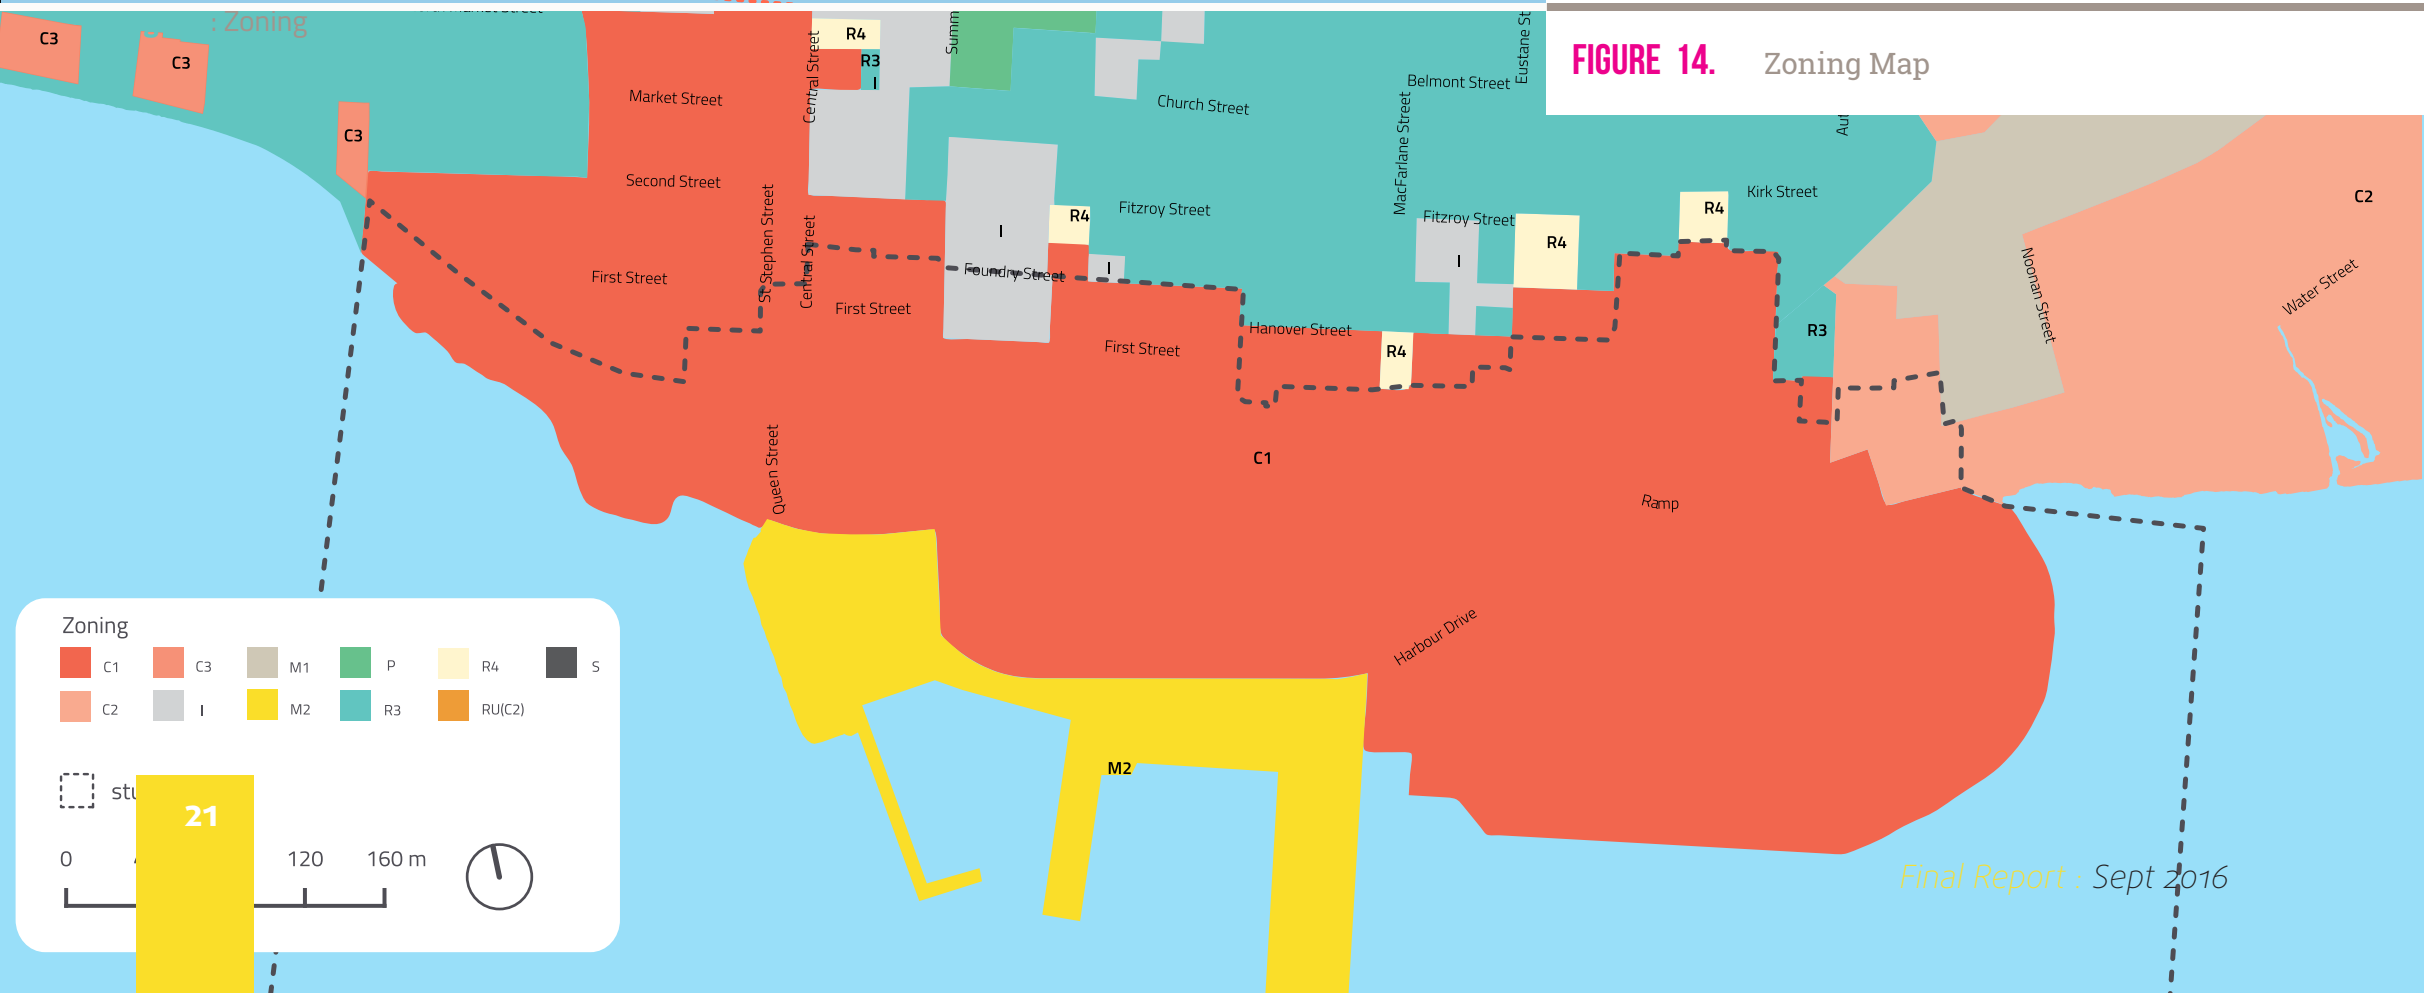 : Zoning
FIGURE 14. Zoning Map
C3
C3
C3
R4
R3
I
Central Street
Market Street
Second Street
Church Street
Belmont Street
MacFarlane Street
Kirk Street
R4
C2
St Stephen Street
Central Street
I
R4
Fitzroy Street
Fitzroy Street
R4
I
I
Foundry Street
First Street
First Street
First Street
Hanover Street
R4
R3
Noonan Street
Water Street
Queen Street
C1
Ramp
Harbour Drive
M2
Zoning
C1
C3
M1
P
R4
S
C2
I
M2
R3
RU(C2)
21
0
120
160 m
Final Report : Sept 2016